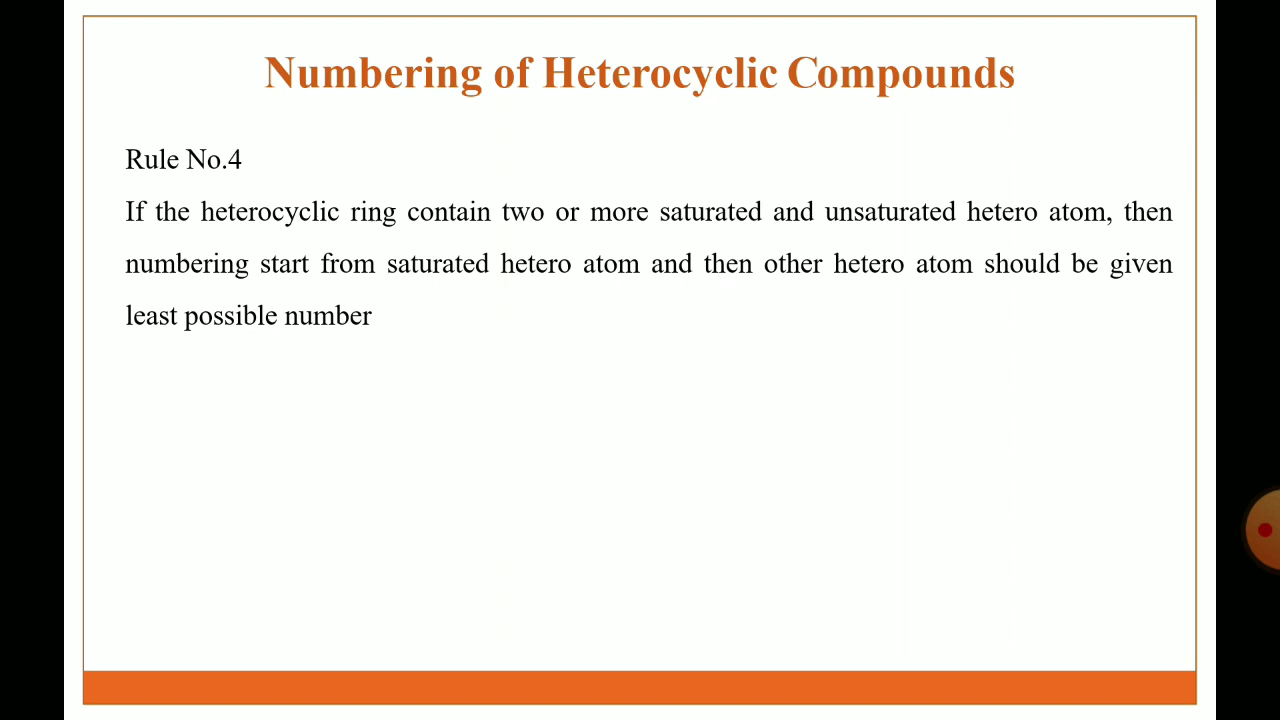 Numbering of Heterocyclic Compounds
Rule No.4
If the heterocyclic ring contain two or more saturated and unsaturated hetero atom, then
numbering start from saturated hetero atom and then other hetero atom should be given
least possible number